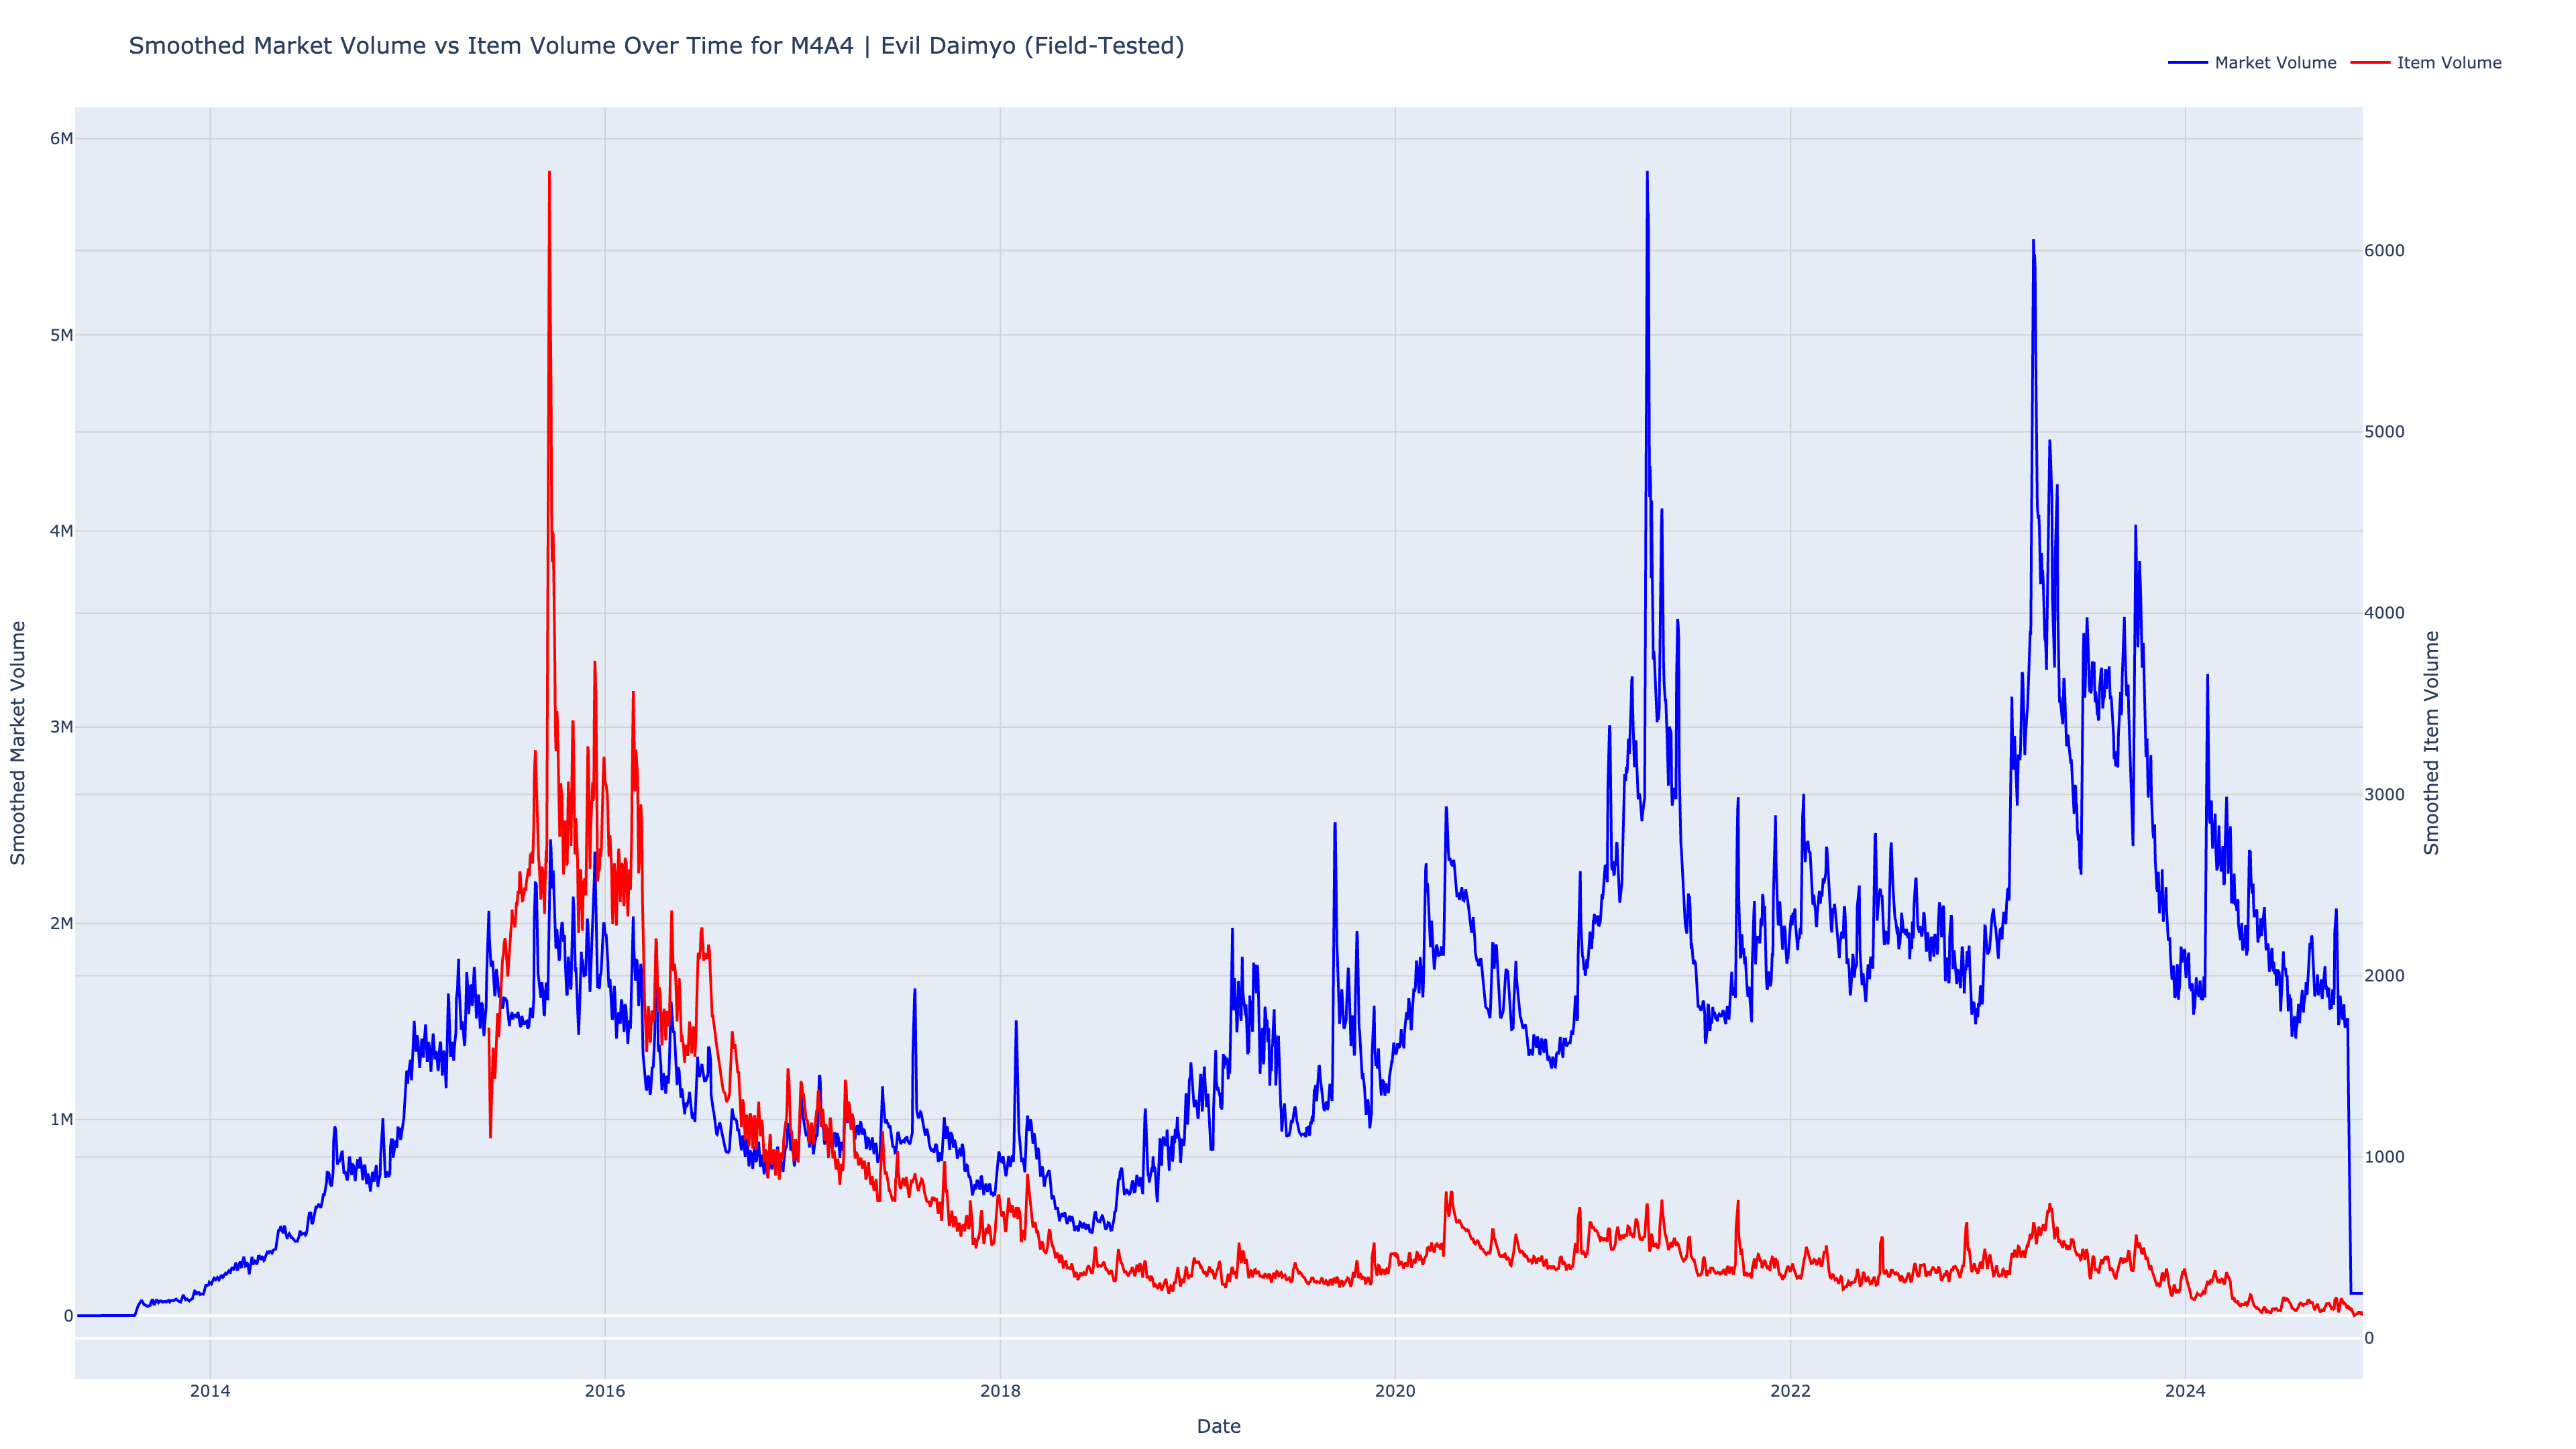 Smoothed Market Volume vs Item Volume Over Time for M4A4 | Evil Daimyo (Field-Tested)
Market Volume
Item Volume
6M
5M
4M
3M
2M
1M
0
Smoothed Market Volume
6000
5000
4000
3000
2000
1000
0
Smoothed Item Volume
2014
2016
2018
2020
2022
2024
Date